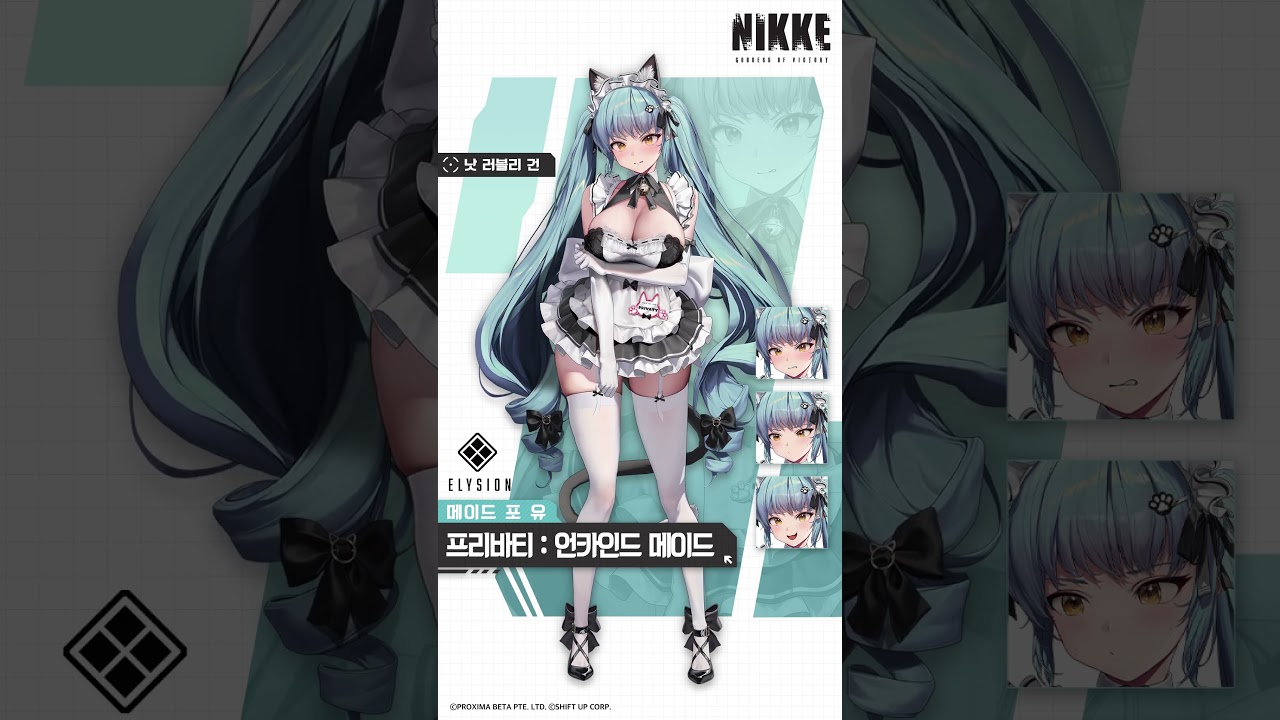 NIKKE
GODDESS OF VICTORY
낫 러블리 건
PRIVATY
ELYSION
메이드 포 유
프리바티 : 언카인드 메이드
©PROXIMA BETA PTE. LTD. ©SHIFT UP CORP.